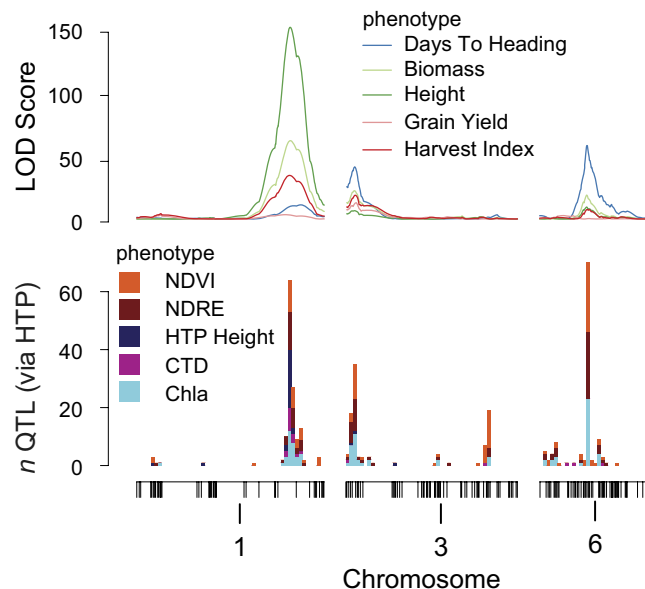 150
100
50
0
LOD Score
phenotype
Days To Heading
Biomass
Height
Grain Yield
Harvest Index
phenotype
NDVI
NDRE
HTP Height
CTD
Chla
60
40
20
0
n QTL (via HTP)
1
3
6
Chromosome